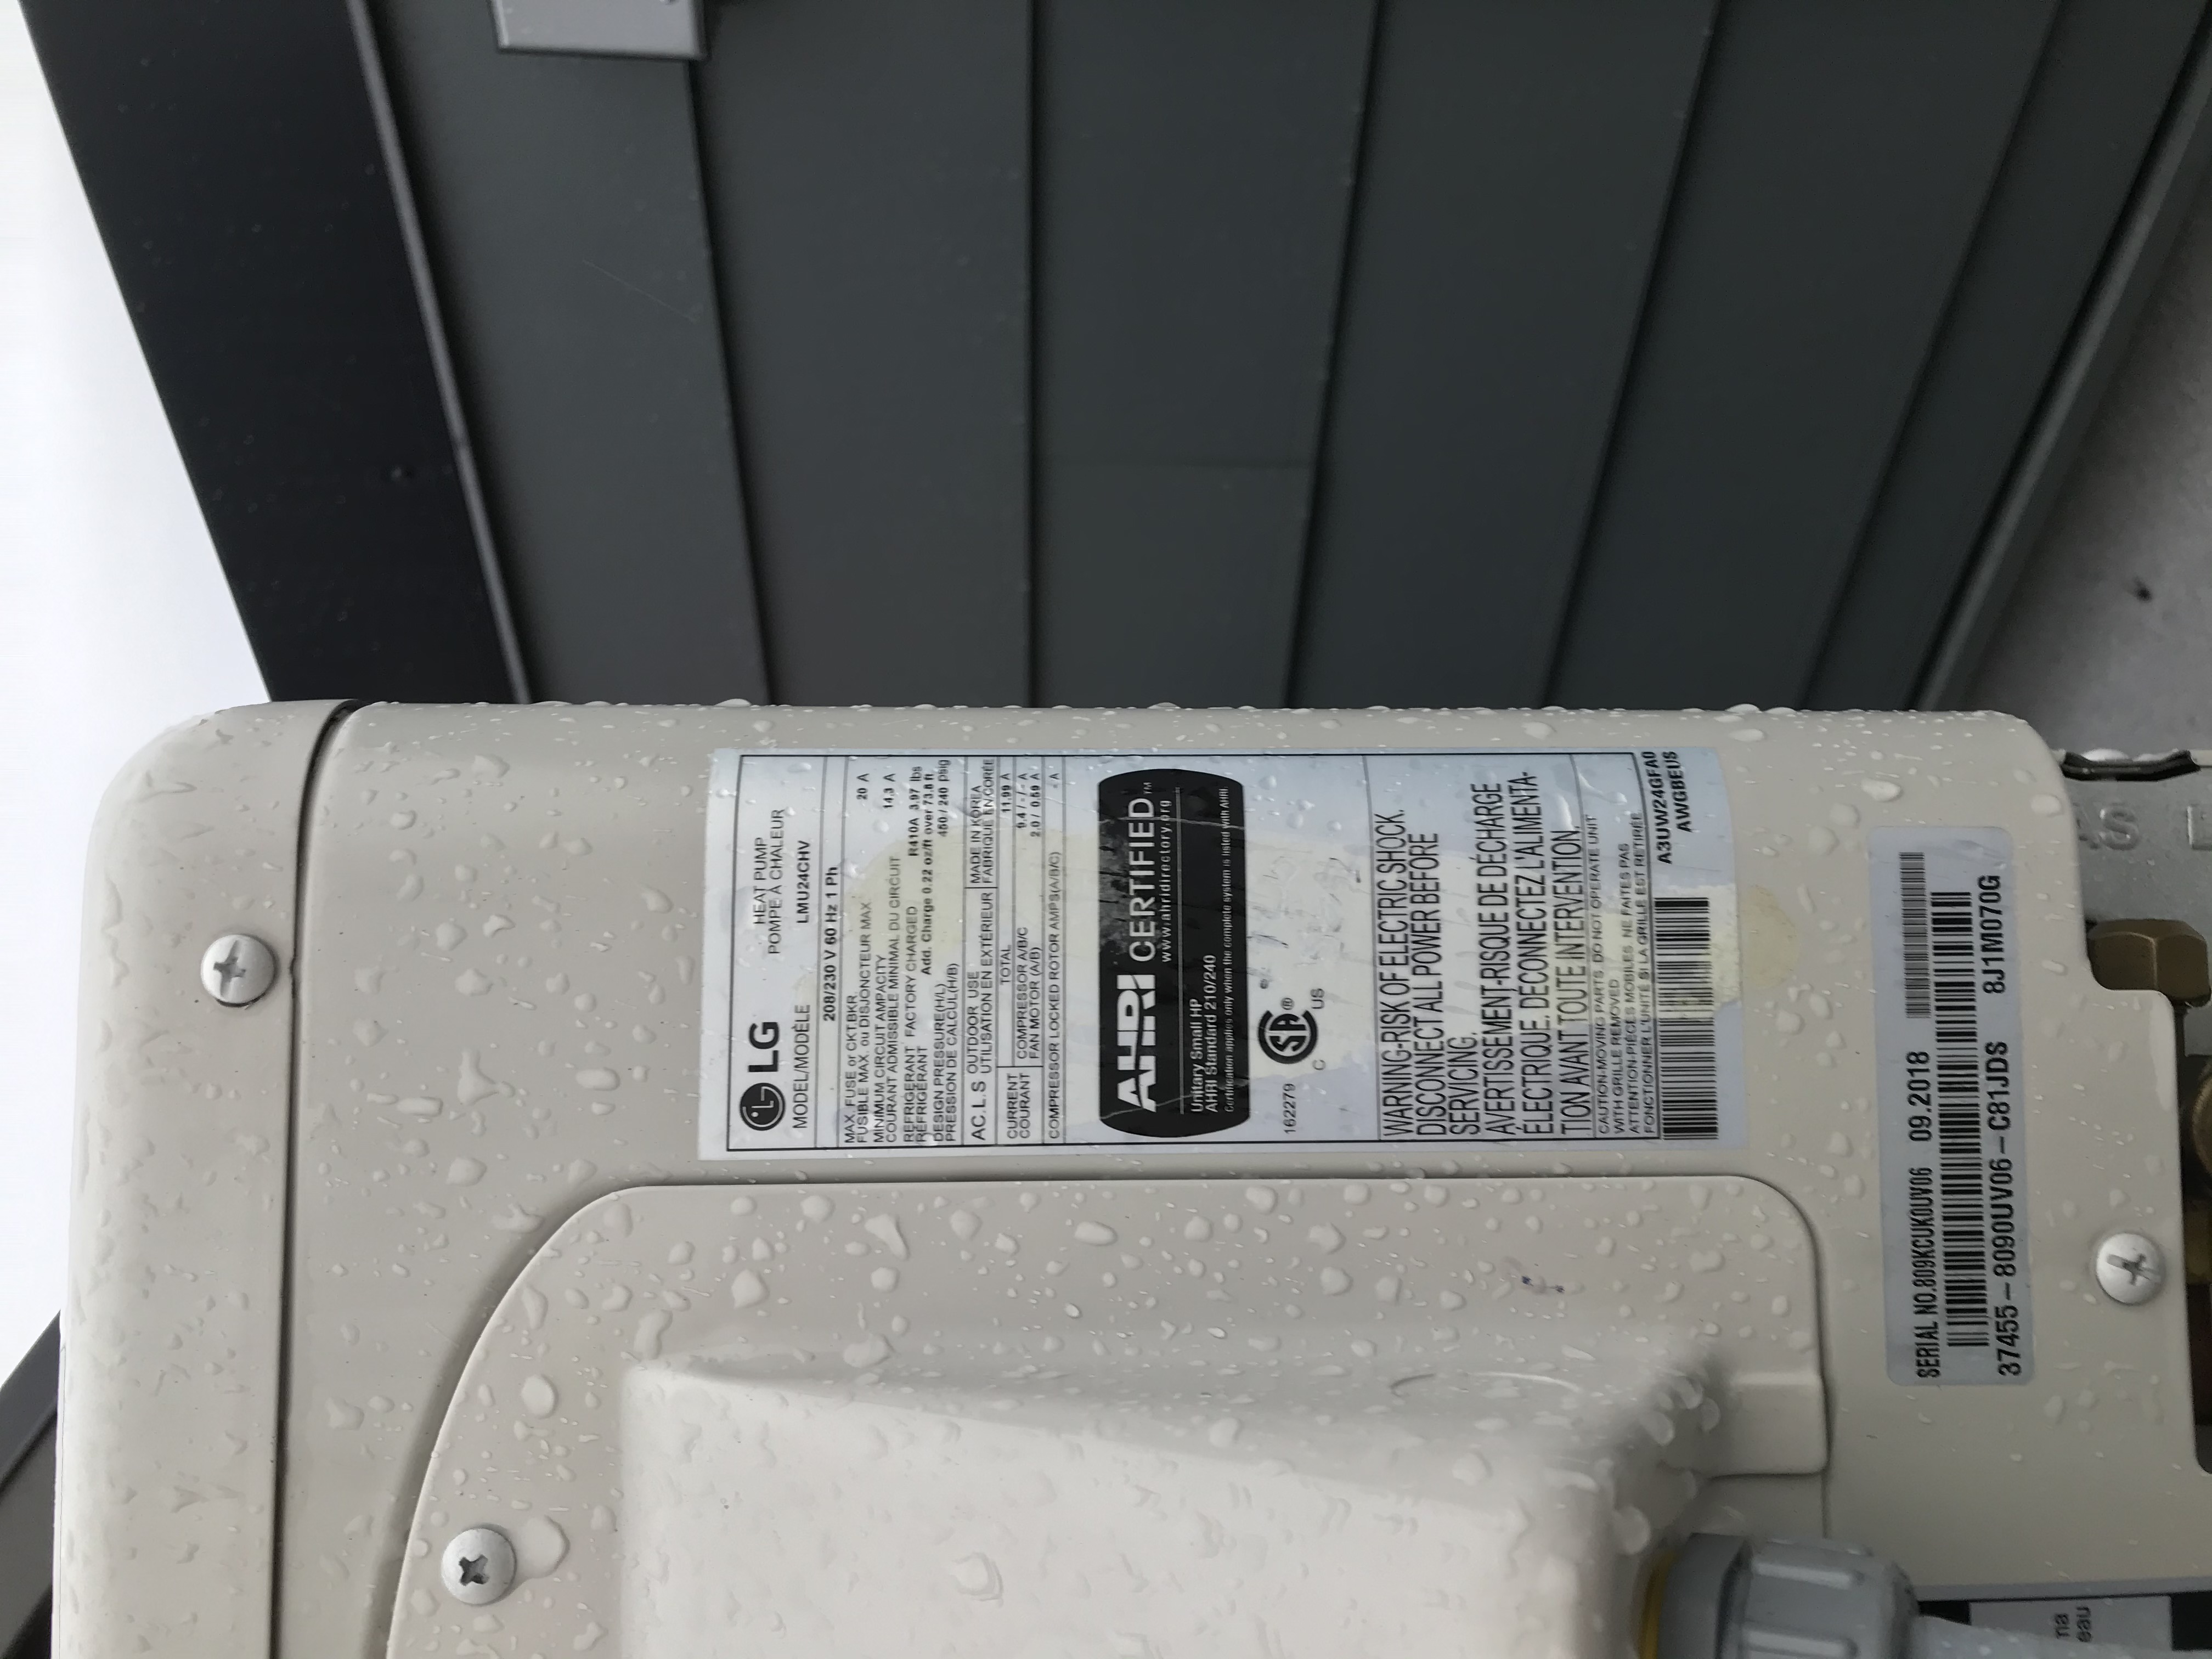 LG
HEAT PUMP
POMPE À CHALEUR
MODEL/MODÈLE LMU24CHV
208/230 V 60 Hz 1 Ph
MAX. FUSE or CKT.BKR.
FUSIBLE MAX. ou DISJONCTEUR MAX 20 A
MINIMUM CIRCUIT AMPACITY
COURANT ADMISSIBLE MINIMAL DU CIRCUIT 14.3 A
REFRIGERANT FACTORY CHARGED R410A 3.97 lbs
RÉFRIGÉRANT Add. Charge 0.22 oz/ft over 73.8 ft
DESIGN PRESSURE(H/L) 450 / 240 psig
PRESSION DE CALCUL(H/B)
AC.L.S OUTDOOR USE
UTILISATION EN EXTÉRIEUR
MADE IN KOREA
FABRIQUÉ EN CORÉE
CURRENT
COURANT
TOTAL 11.99 A
COMPRESSOR A/B/C 9.4 / - / - A
FAN MOTOR (A/B) 2.0 / 0.59 A
COMPRESSOR LOCKED ROTOR AMPS(A/B/C) - A
AHRI CERTIFIED™
www.ahridirectory.org
Unitary Small HP
AHRI Standard 210/240
Certification applies only when the complete system is listed with AHRI.
162279 SA ®
C US
WARNING-RISK OF ELECTRIC SHOCK.
DISCONNECT ALL POWER BEFORE
SERVICING.
AVERTISSEMENT-RISQUE DE DÉCHARGE
ÉLECTRIQUE. DÉCONNECTEZ L'ALIMENTA-
TION AVANT TOUTE INTERVENTION.
CAUTION-MOVING PARTS. DO NOT OPERATE UNIT
WITH GRILLE REMOVED
ATTENTION-PIÈCES MOBILES. NE FAITES PAS
FONCTIONNER L'UNITÉ SI LA GRILLE EST RETIRÉE
A3UW24GFA0
AWGBEUS
SERIAL NO.809KCUK0UV06 09.2018
37455-8090UV06-C81JDS 8J1M070G
na
eau